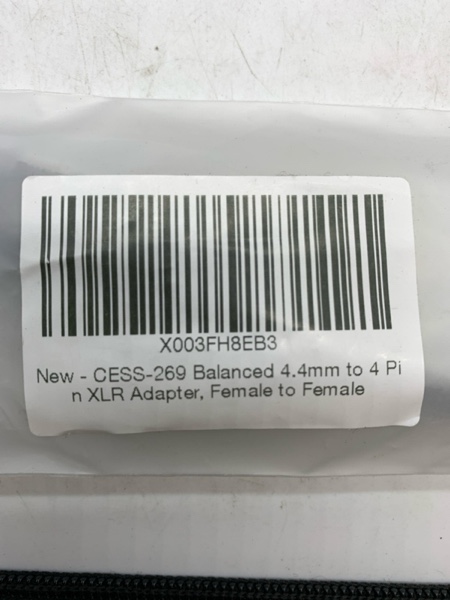 X003FH8EB3
New - CESS-269 Balanced 4.4mm to 4 Pi
n XLR Adapter, Female to Female